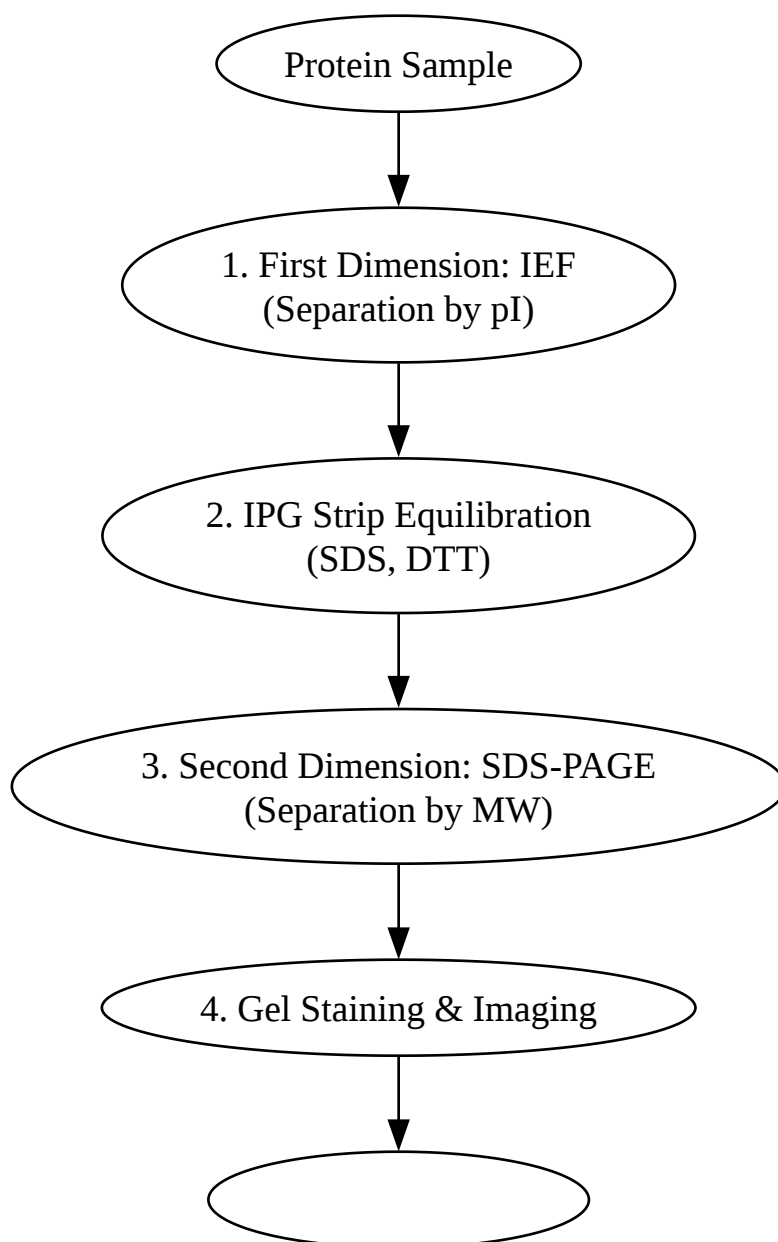 Protein Sample
1. First Dimension: IEF
(Separation by pI)
2. IPG Strip Equilibration
(SDS, DTT)
3. Second Dimension: SDS-PAGE
(Separation by MW)
4. Gel Staining & Imaging